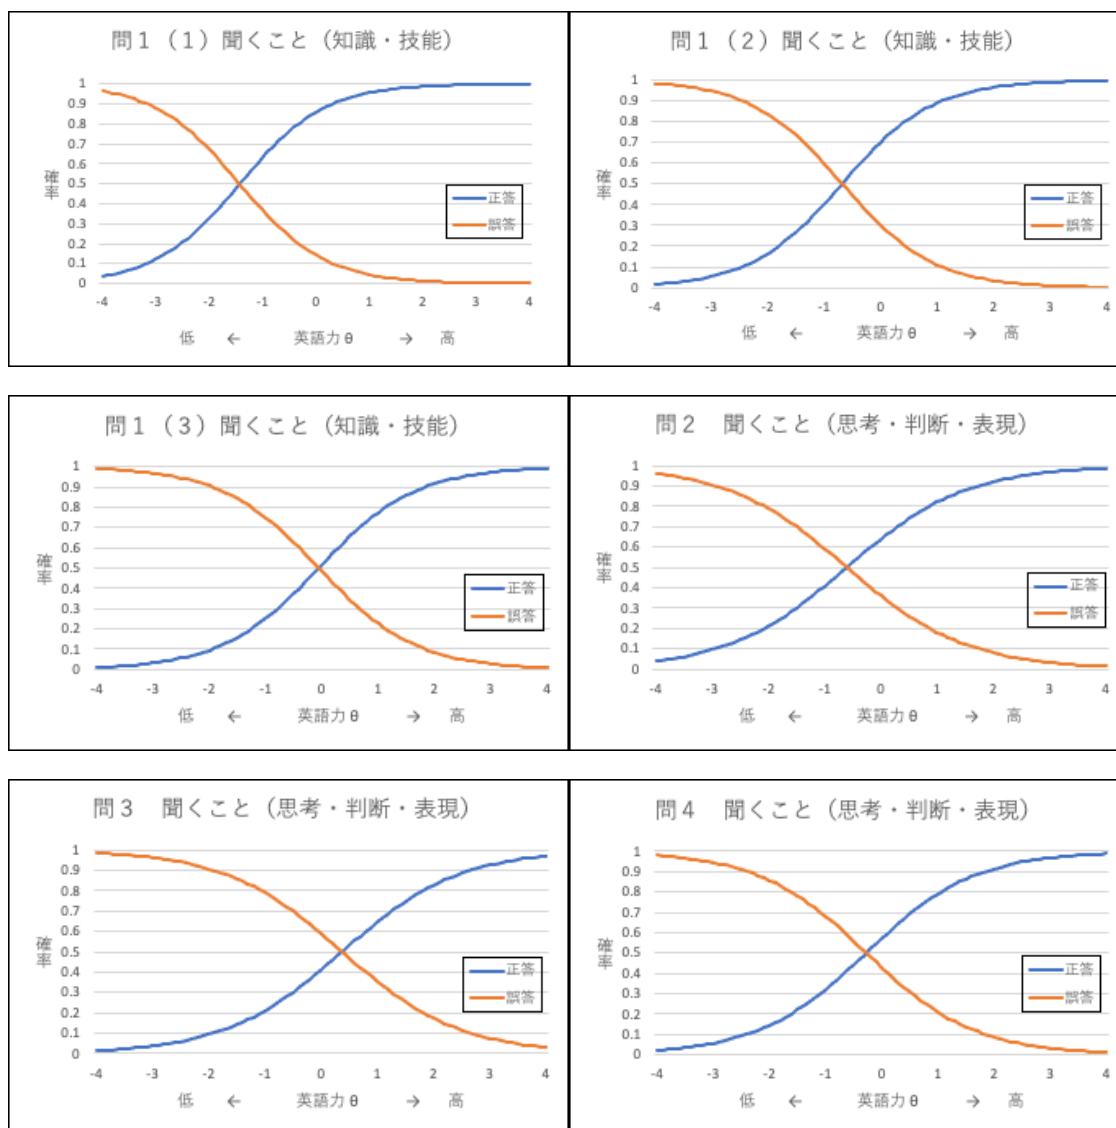 問1（1）聞くこと（知識・技能）
1
0.9
0.8
0.7
0.6
0.5
0.4
0.3
0.2
0.1
0
確率
正答
誤答
-4 -3 -2 -1 0 1 2 3 4
低 ← 英語力θ → 高
問1（2）聞くこと（知識・技能）
1
0.9
0.8
0.7
0.6
0.5
0.4
0.3
0.2
0.1
0
確率
正答
誤答
-4 -3 -2 -1 0 1 2 3 4
低 ← 英語力θ → 高
問1（3）聞くこと（知識・技能）
1
0.9
0.8
0.7
0.6
0.5
0.4
0.3
0.2
0.1
0
確率
正答
誤答
-4 -3 -2 -1 0 1 2 3 4
低 ← 英語力θ → 高
問2 聞くこと（思考・判断・表現）
1
0.9
0.8
0.7
0.6
0.5
0.4
0.3
0.2
0.1
0
確率
正答
誤答
-4 -3 -2 -1 0 1 2 3 4
低 ← 英語力θ → 高
問3 聞くこと（思考・判断・表現）
1
0.9
0.8
0.7
0.6
0.5
0.4
0.3
0.2
0.1
0
確率
正答
誤答
-4 -3 -2 -1 0 1 2 3 4
低 ← 英語力θ → 高
問4 聞くこと（思考・判断・表現）
1
0.9
0.8
0.7
0.6
0.5
0.4
0.3
0.2
0.1
0
確率
正答
誤答
-4 -3 -2 -1 0 1 2 3 4
低 ← 英語力θ → 高